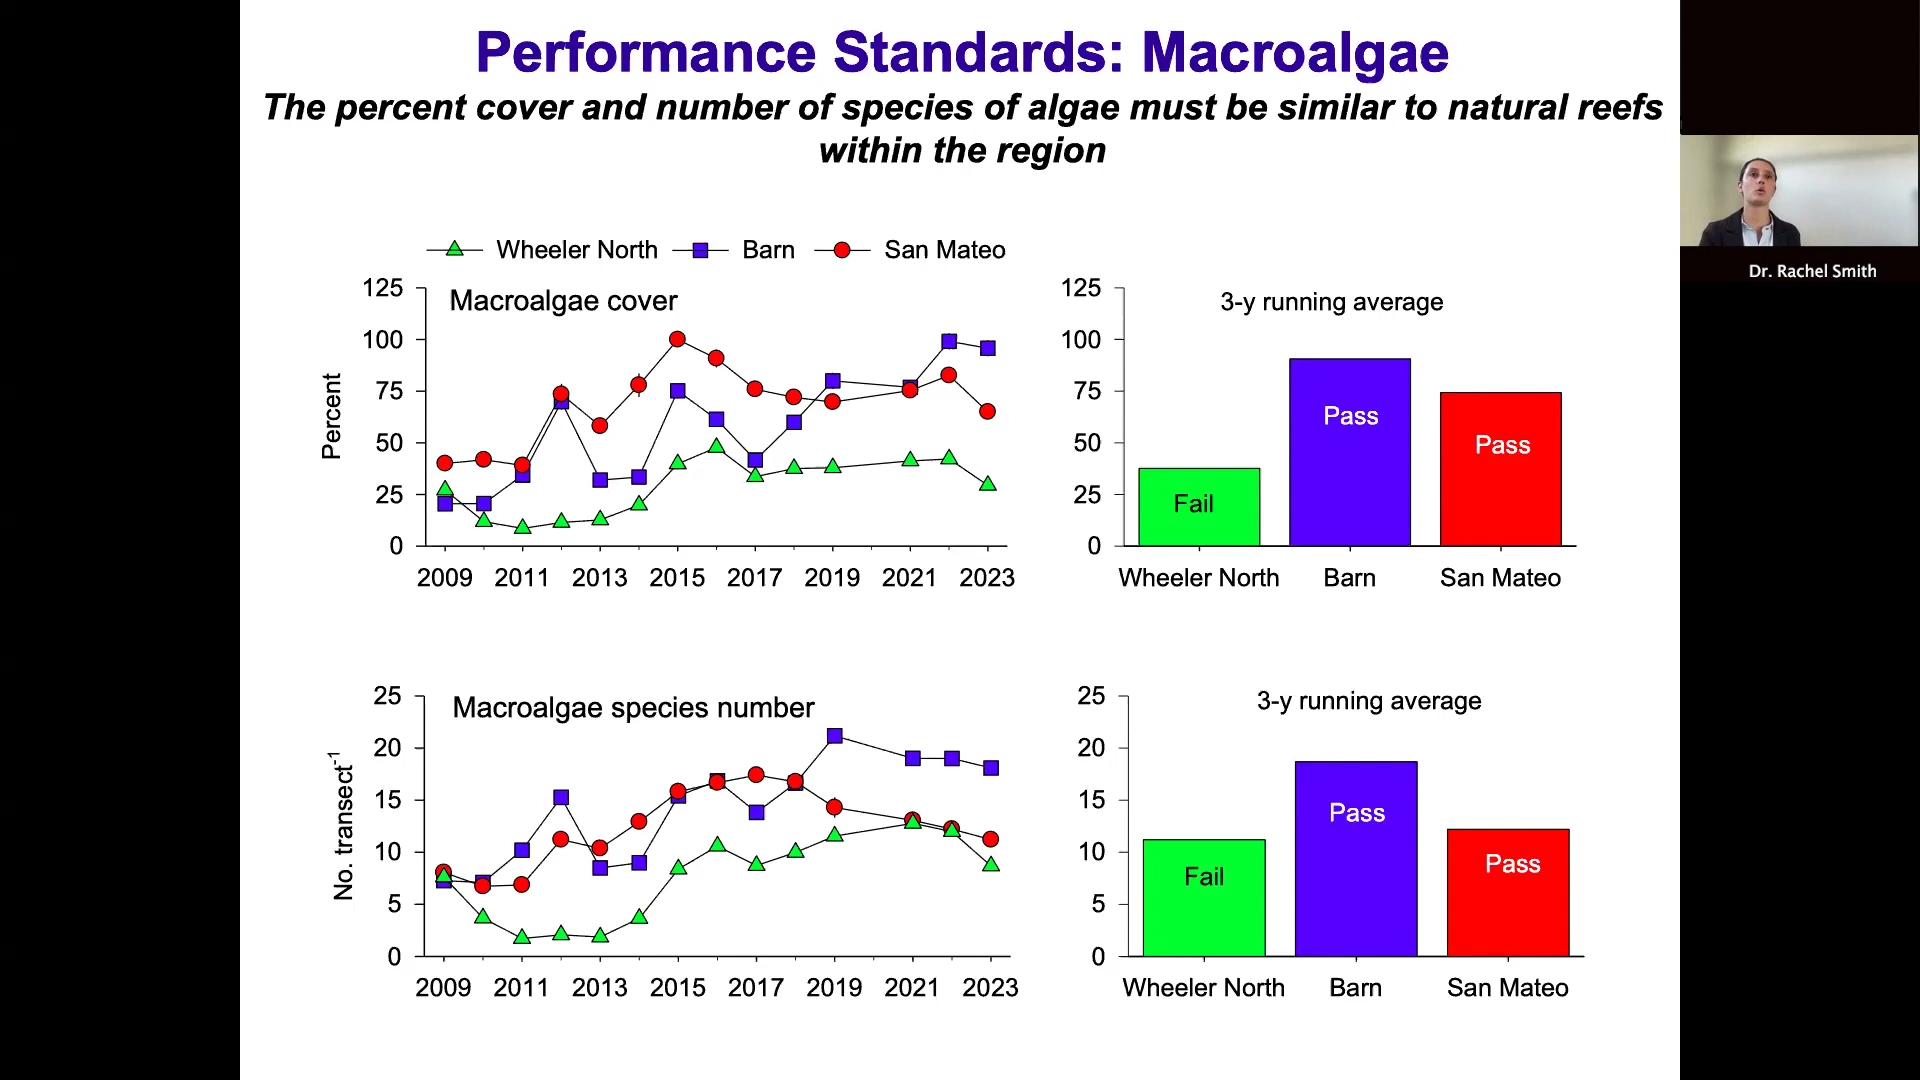 Performance Standards: Macroalgae
The percent cover and number of species of algae must be similar to natural reefs
within the region
Dr. Rachel Smith
Wheeler North Barn San Mateo
Macroalgae cover
125
100
75
50
25
0
Percent
2009 2011 2013 2015 2017 2019 2021 2023
3-y running average
125
100
75
50
25
0
Fail
Pass
Pass
Wheeler North Barn San Mateo
Macroalgae species number
25
20
15
10
5
0
No. transect-1
2009 2011 2013 2015 2017 2019 2021 2023
3-y running average
25
20
15
10
5
0
Fail
Pass
Pass
Wheeler North Barn San Mateo